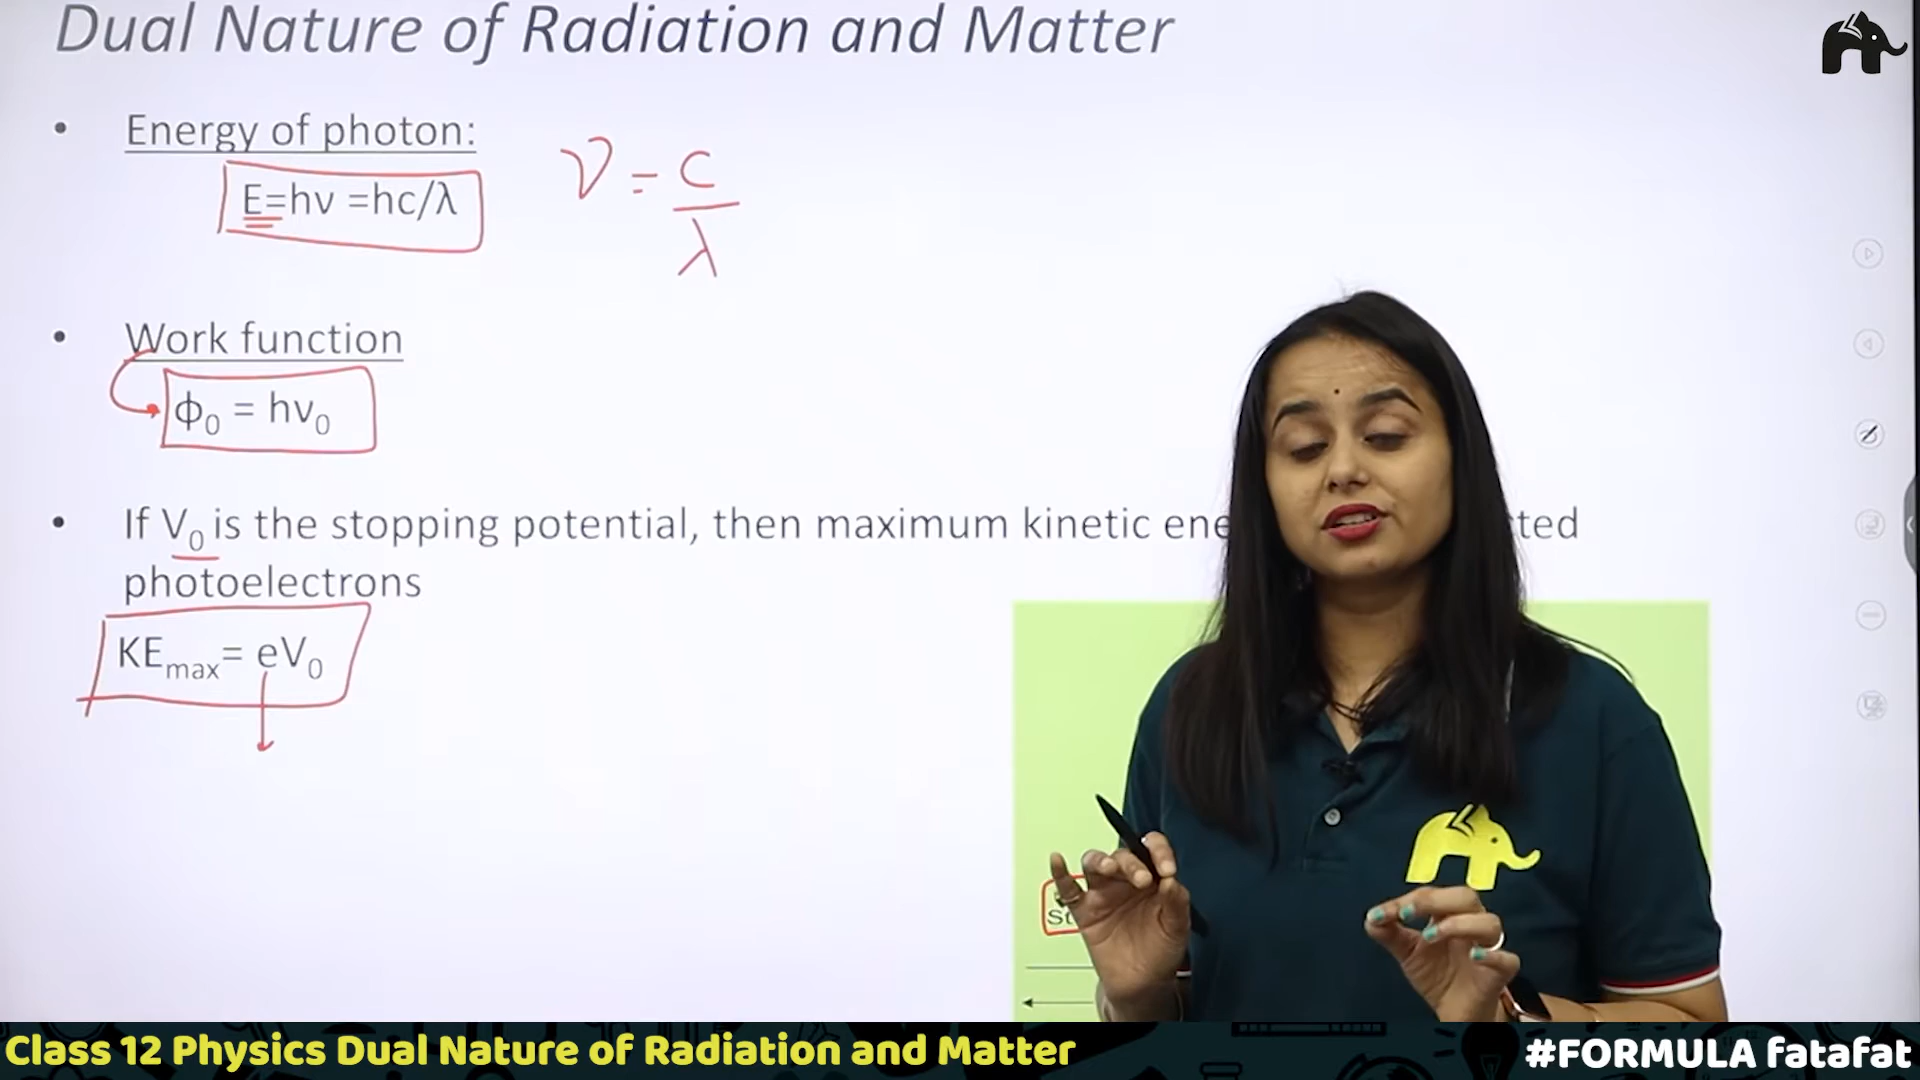 Dual Nature of Radiation and Matter
• Energy of photon:
E=hν =hc/λ
ν = c/λ
• Work function
ϕ₀ = hν₀
• If V₀ is the stopping potential, then maximum kinetic ted
photoelectrons
KEₘₐₓ= eV₀
St
Class 12 Physics Dual Nature of Radiation and Matter
#FORMULA fatafat